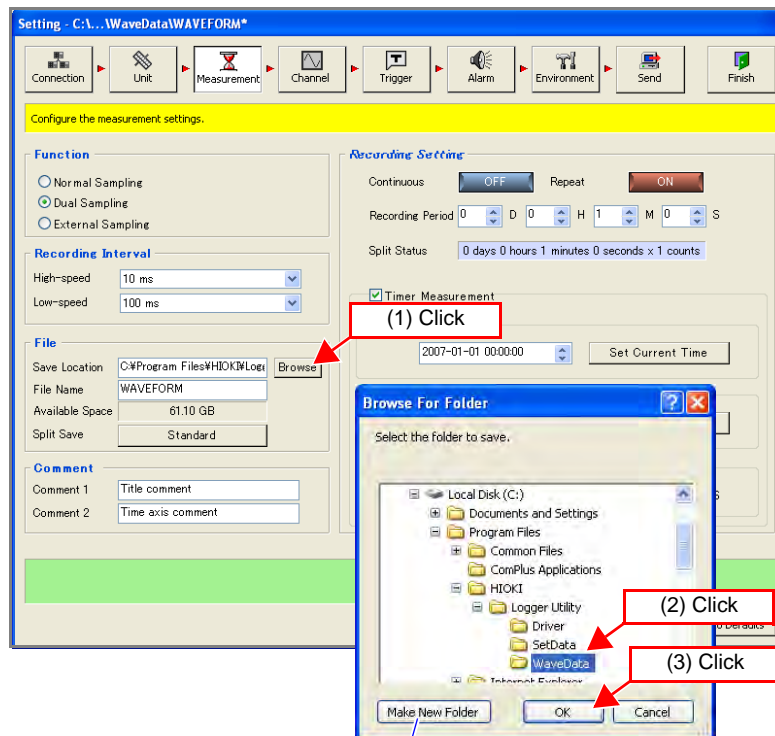 Setting - C:\...\WaveData\WAVEFORM*
Connection
Unit
Measurement
Channel
Trigger
Alarm
Environment
Send
Finish
Configure the measurement settings.
Function
Normal Sampling
Dual Sampling
External Sampling
Recording Interval
High-speed 10 ms
Low-speed 100 ms
File
Save Location C:¥Program Files¥HIOKI¥Logg Browse
File Name WAVEFORM
Available Space 61.10 GB
Split Save Standard
Comment
Comment 1 Title comment
Comment 2 Time axis comment
Recording Setting
Continuous OFF Repeat ON
Recording Period 0 D 0 H 1 M 0 S
Split Status 0 days 0 hours 1 minutes 0 seconds x 1 counts
Timer Measurement
(1) Click
2007-01-01 00:00:00 Set Current Time
Browse For Folder
Select the folder to save.
Local Disk (C:)
Documents and Settings
Program Files
Common Files
ComPlus Applications
HIOKI
Logger Utility
Driver
SetData
WaveData
Internet Explorer
(2) Click
Defaults
(3) Click
Make New Folder OK Cancel